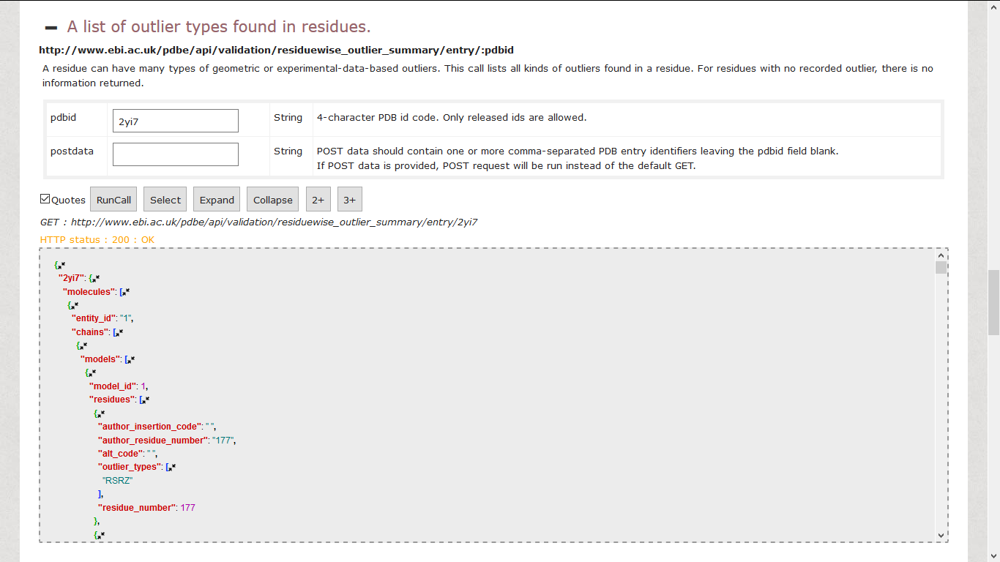 A list of outlier types found in residues.
http://www.ebi.ac.uk/pdbe/api/validation/residuewise_outlier_summary/entry/:pdbid
A residue can have many types of geometric or experimental-data-based outliers. This call lists all kinds of outliers found in a residue. For residues with no recorded outlier, there is no
information returned.
pdbid 2yi7 String 4-character PDB id code. Only released ids are allowed.
postdata String POST data should contain one or more comma-separated PDB entry identifiers leaving the pdbid field blank.
If POST data is provided, POST request will be run instead of the default GET.
Quotes RunCall Select Expand Collapse 2+ 3+
GET : http://www.ebi.ac.uk/pdbe/api/validation/residuewise_outlier_summary/entry/2yi7
HTTP status : 200 : OK
{
"2yi7": {
"molecules": [
{
"entity_id": "1",
"chains": [
{
"models": [
{
"model_id": 1,
"residues": [
{
"author_insertion_code": " ",
"author_residue_number": "177",
"alt_code": " ",
"outlier_types": [
"RSRZ"
],
"residue_number": 177
},
{